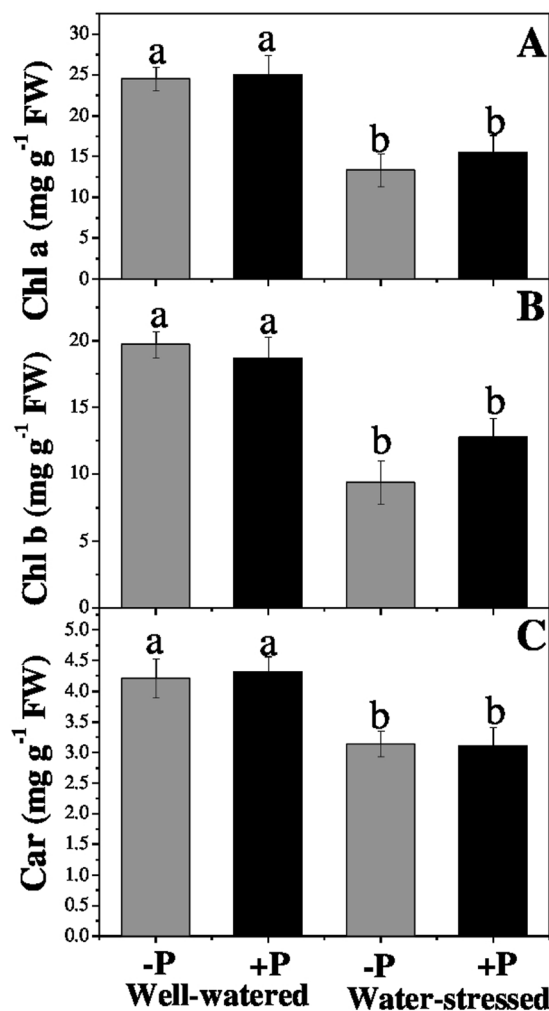 A
Chl a (mg g⁻¹ FW)
30
25
20
15
10
5
0
a
a
b
b
B
Chl b (mg g⁻¹ FW)
20
15
10
5
0
a
a
b
b
C
Car (mg g⁻¹ FW)
5.0
4.5
4.0
3.5
3.0
2.5
2.0
1.5
1.0
0.5
0.0
a
a
b
b
-P +P -P +P
Well-watered Water-stressed